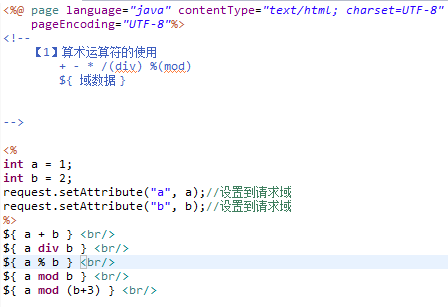 <%@ page language="java" contentType="text/html; charset=UTF-8"
pageEncoding="UTF-8"%>
<!--
【1】算术运算符的使用
+ - * /(div) %(mod)
${ 域数据 }
-->
<%
int a = 1;
int b = 2;
request.setAttribute("a", a);//设置到请求域
request.setAttribute("b", b);//设置到请求域
%>
${ a + b } <br/>
${ a div b } <br/>
${ a % b } <br/>
${ a mod b } <br/>
${ a mod (b+3) } <br/>